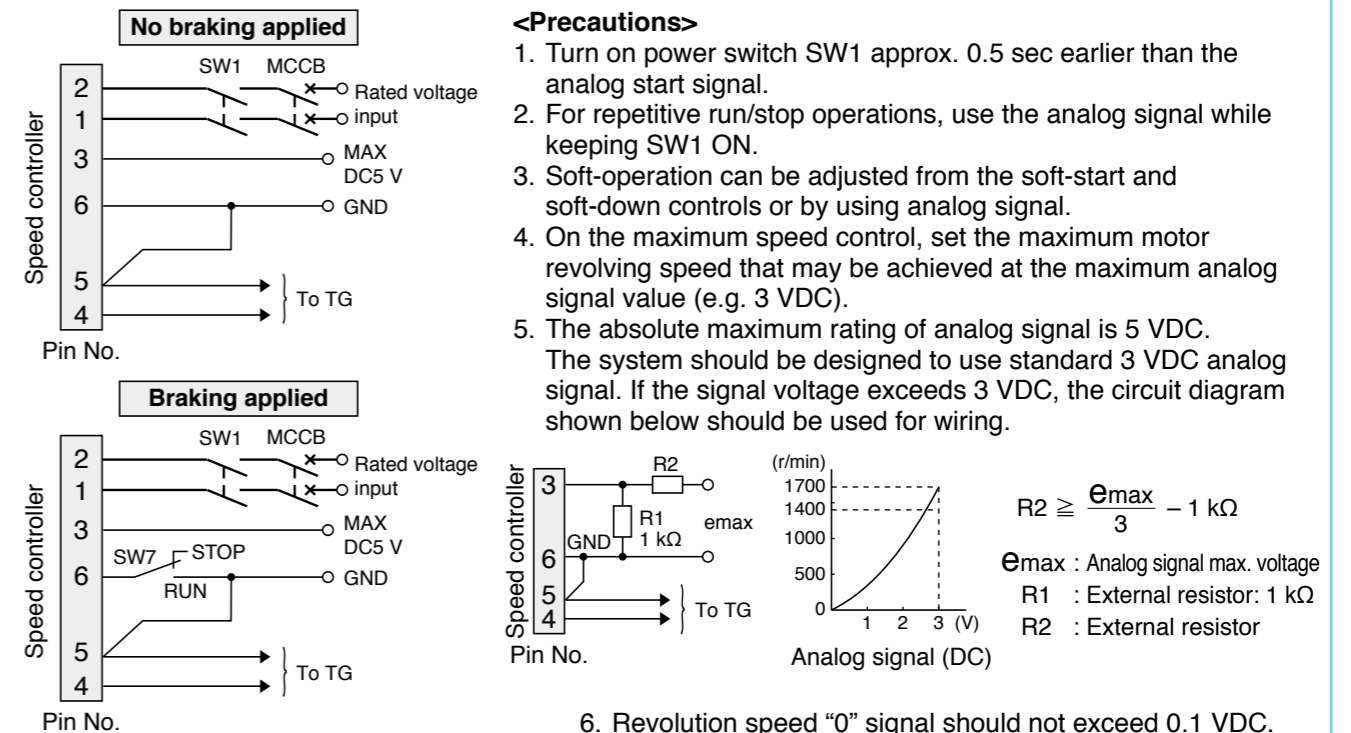 No braking applied
SW1 MCCB
2 Rated voltage
1 input
3 MAX
DC5 V
6 GND
5
4 To TG
Speed controller
Pin No.
Braking applied
SW1 MCCB
2 Rated voltage
1 input
3 MAX
DC5 V
SW7 STOP
6 GND
RUN
5
4 To TG
Speed controller
Pin No.
<Precautions>
1. Turn on power switch SW1 approx. 0.5 sec earlier than the
analog start signal.
2. For repetitive run/stop operations, use the analog signal while
keeping SW1 ON.
3. Soft-operation can be adjusted from the soft-start and
soft-down controls or by using analog signal.
4. On the maximum speed control, set the maximum motor
revolving speed that may be achieved at the maximum analog
signal value (e.g. 3 VDC).
5. The absolute maximum rating of analog signal is 5 VDC.
The system should be designed to use standard 3 VDC analog
signal. If the signal voltage exceeds 3 VDC, the circuit diagram
shown below should be used for wiring.
Speed controller
R2
3
R1 emax
1 kΩ
GND
6
5
4 To TG
Pin No.
(r/min)
1700
1400
1000
500
0
1 2 3 (V)
Analog signal (DC)
R2 ≧ emax/3 – 1 kΩ
emax : Analog signal max. voltage
R1 : External resistor: 1 kΩ
R2 : External resistor
6. Revolution speed “0” signal should not exceed 0.1 VDC.